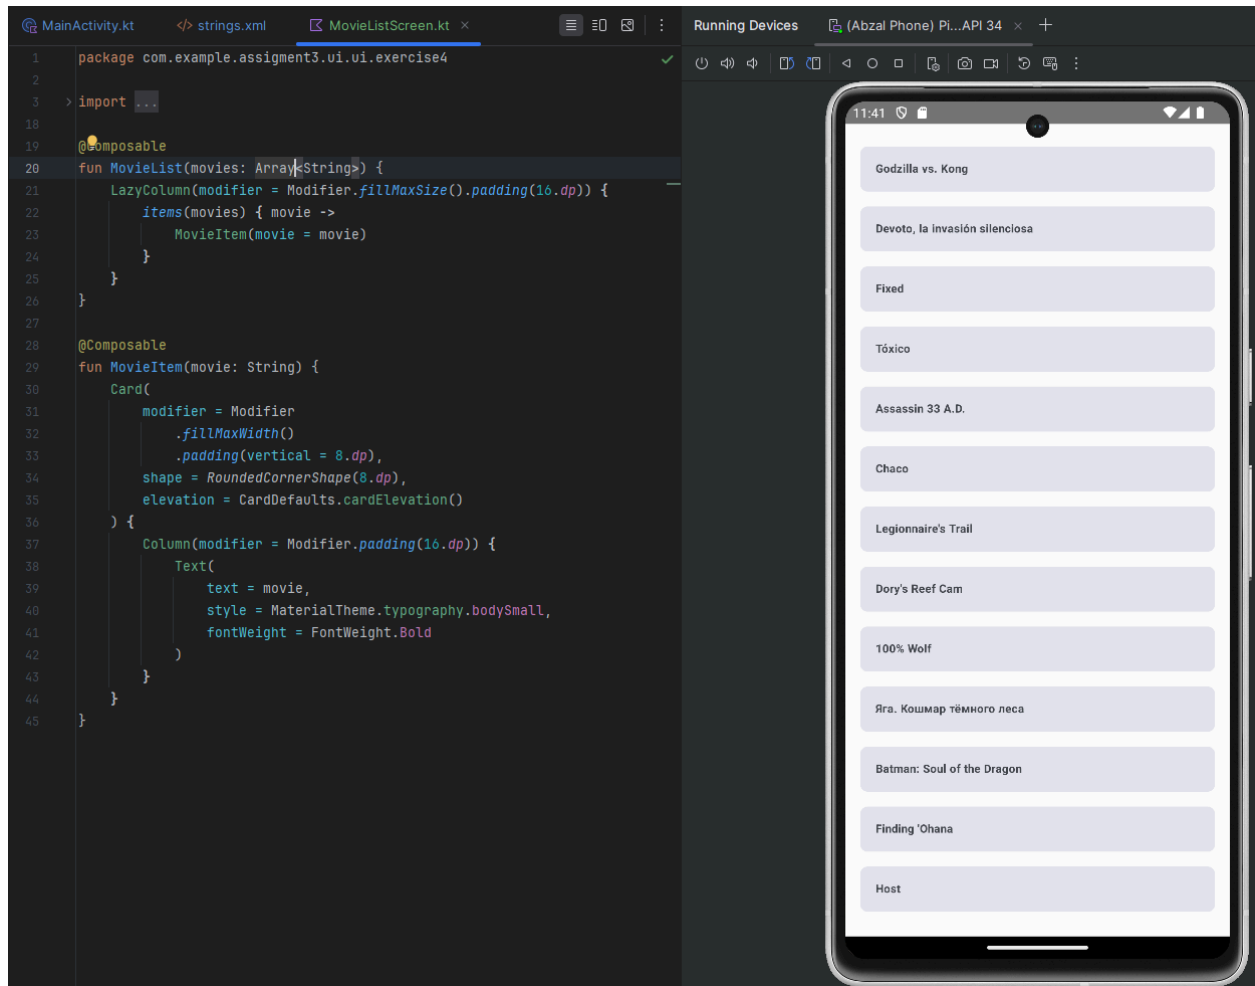 MainActivity.kt
</> strings.xml
MovieListScreen.kt ×
Running Devices
(Abzal Phone) Pi...API 34 ×
1 package com.example.assigment3.ui.ui.exercise4
2
3 import ...
18
19 @Composable
20 fun MovieList(movies: Array<String>) {
21 LazyColumn(modifier = Modifier.fillMaxSize().padding(16.dp)) {
22 items(movies) { movie ->
23 MovieItem(movie = movie)
24 }
25 }
26 }
27
28 @Composable
29 fun MovieItem(movie: String) {
30 Card(
31 modifier = Modifier
32 .fillMaxWidth()
33 .padding(vertical = 8.dp),
34 shape = RoundedCornerShape(8.dp),
35 elevation = CardDefaults.cardElevation()
36 ) {
37 Column(modifier = Modifier.padding(16.dp)) {
38 Text(
39 text = movie,
40 style = MaterialTheme.typography.bodySmall,
41 fontWeight = FontWeight.Bold
42 )
43 }
44 }
45 }
11:41
Godzilla vs. Kong
Devoto, la invasión silenciosa
Fixed
Tóxico
Assassin 33 A.D.
Chaco
Legionnaire's Trail
Dory's Reef Cam
100% Wolf
Яга. Кошмар тёмного леса
Batman: Soul of the Dragon
Finding 'Ohana
Host